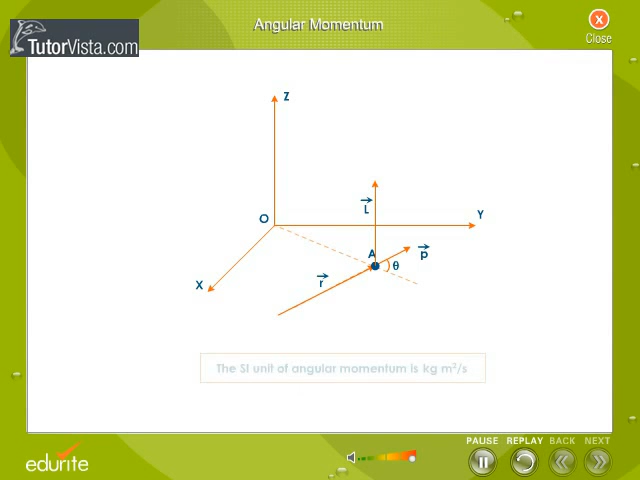 Angular Momentum
x
Close
TutorVista.com
Z
L
O
Y
A
p
θ
r
X
The SI unit of angular momentum is kg m²/s
PAUSE REPLAY BACK NEXT
edurite